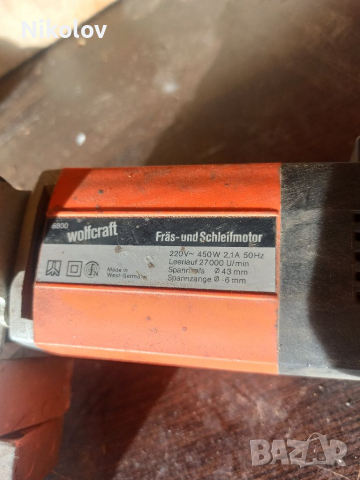 Nikolov
6800
wolfcraft
Fräs-und Schleifmotor
220V~ 450W 2,1A 50Hz
Leerlauf 27000 U/min
Spannhals Ø 43 mm
Spannzange Ø 6 mm
Made in
West-Germany
BAZAR
bg